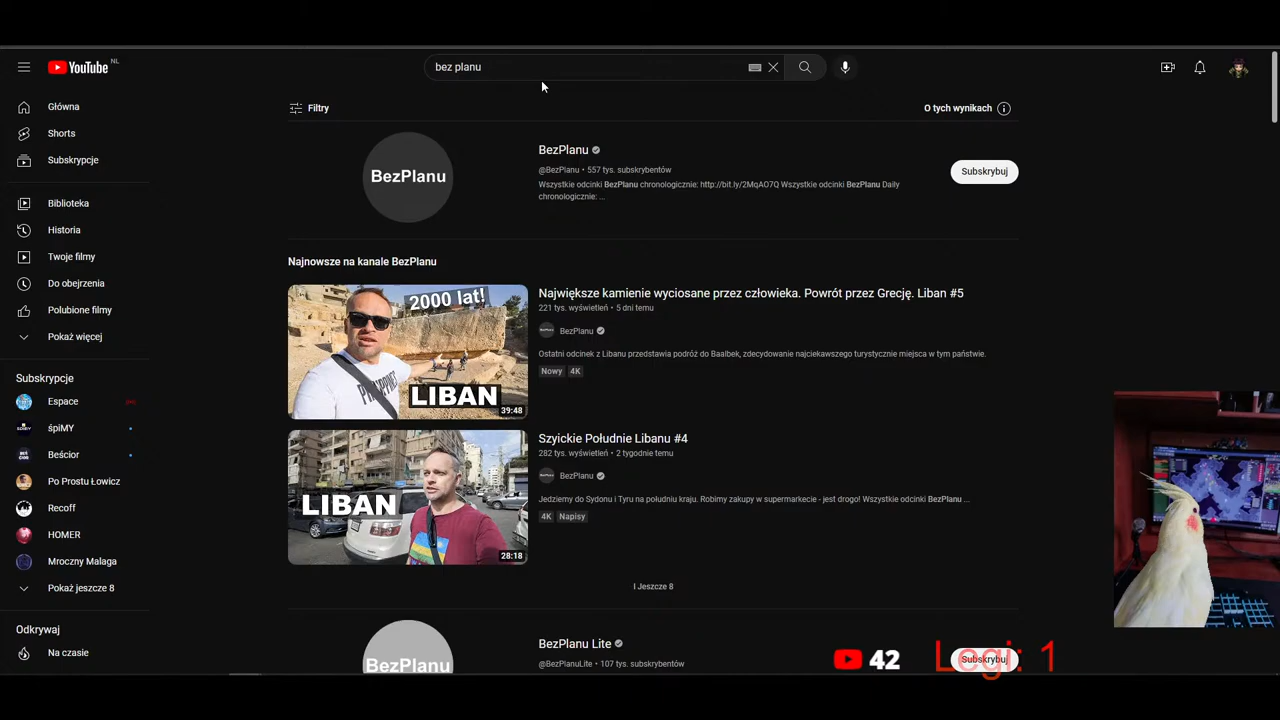 YouTube NL
bez planu
Główna
Shorts
Subskrypcje
Biblioteka
Historia
Twoje filmy
Do obejrzenia
Polubione filmy
Pokaż więcej
Subskrypcje
Espace
śpiMY
Beścior
Po Prostu Łowicz
Recoff
HOMER
Mroczny Malaga
Pokaż jeszcze 8
Odkrywaj
Na czasie
Filtry
O tych wynikach
BezPlanu
BezPlanu
@BezPlanu • 557 tys. subskrybentów
Wszystkie odcinki BezPlanu chronologicznie: http://bit.ly/2MqAO7Q Wszystkie odcinki BezPlanu Daily
chronologicznie: ...
Subskrybuj
Najnowsze na kanale BezPlanu
2000 lat!
LIBAN
39:48
Największe kamienie wyciosane przez człowieka. Powrót przez Grecję. Liban #5
221 tys. wyświetleń • 5 dni temu
BezPlanu
Ostatni odcinek z Libanu przedstawia podróż do Baalbek, zdecydowanie najciekawszego turystycznie miejsca w tym państwie.
Nowy 4K
LIBAN
28:18
Szyickie Południe Libanu #4
282 tys. wyświetleń • 2 tygodnie temu
BezPlanu
Jedziemy do Sydonu i Tyru na południu kraju. Robimy zakupy w supermarkecie - jest drogo! Wszystkie odcinki BezPlanu ...
4K Napisy
I Jeszcze 8
BezPlanu
BezPlanu Lite
@BezPlanuLite • 107 tys. subskrybentów
Subskrybuj
42
Legi: 1